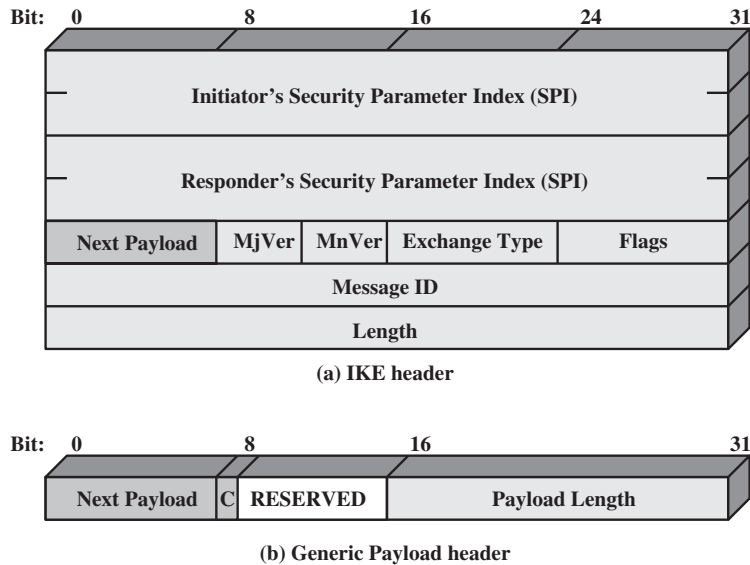 Bit: 0 8 16 24 31
Initiator's Security Parameter Index (SPI)
Responder's Security Parameter Index (SPI)
Next Payload MjVer MnVer Exchange Type Flags
Message ID
Length
(a) IKE header
Bit: 0 8 16 31
Next Payload C RESERVED Payload Length
(b) Generic Payload header